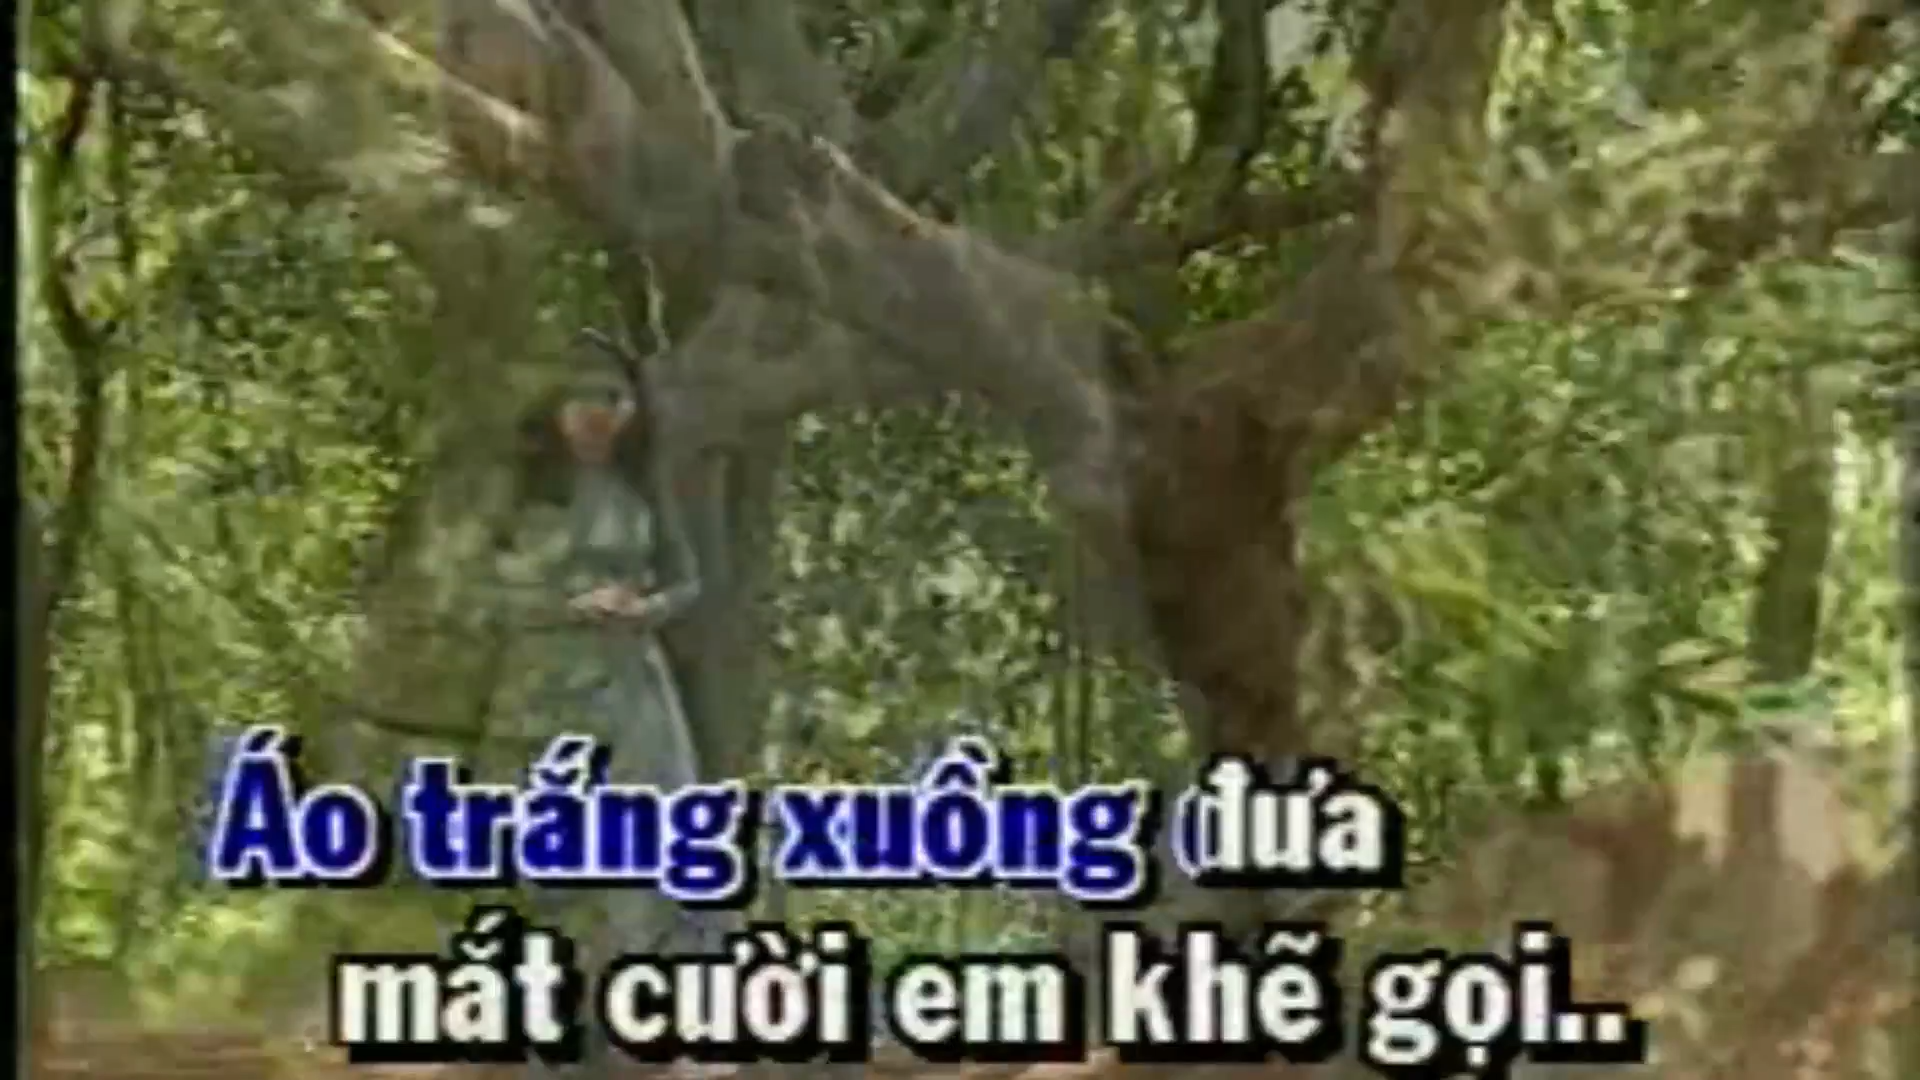 Áo trắng xuồng đưa
mắt cười em khẽ gọi..